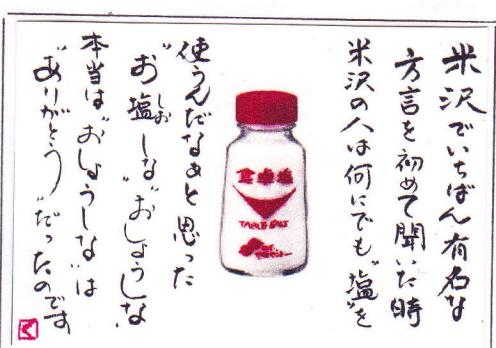 米沢でいちばん有名な
方言を初めて聞いた時
米沢の人は何にでも"塩"を
使うんだなぁと思った
"お塩しな""おしょうしな"
しお
本当は"おしょうしな"は
"ありがとう"だったのです
食卓塩
TABLE SALT
く